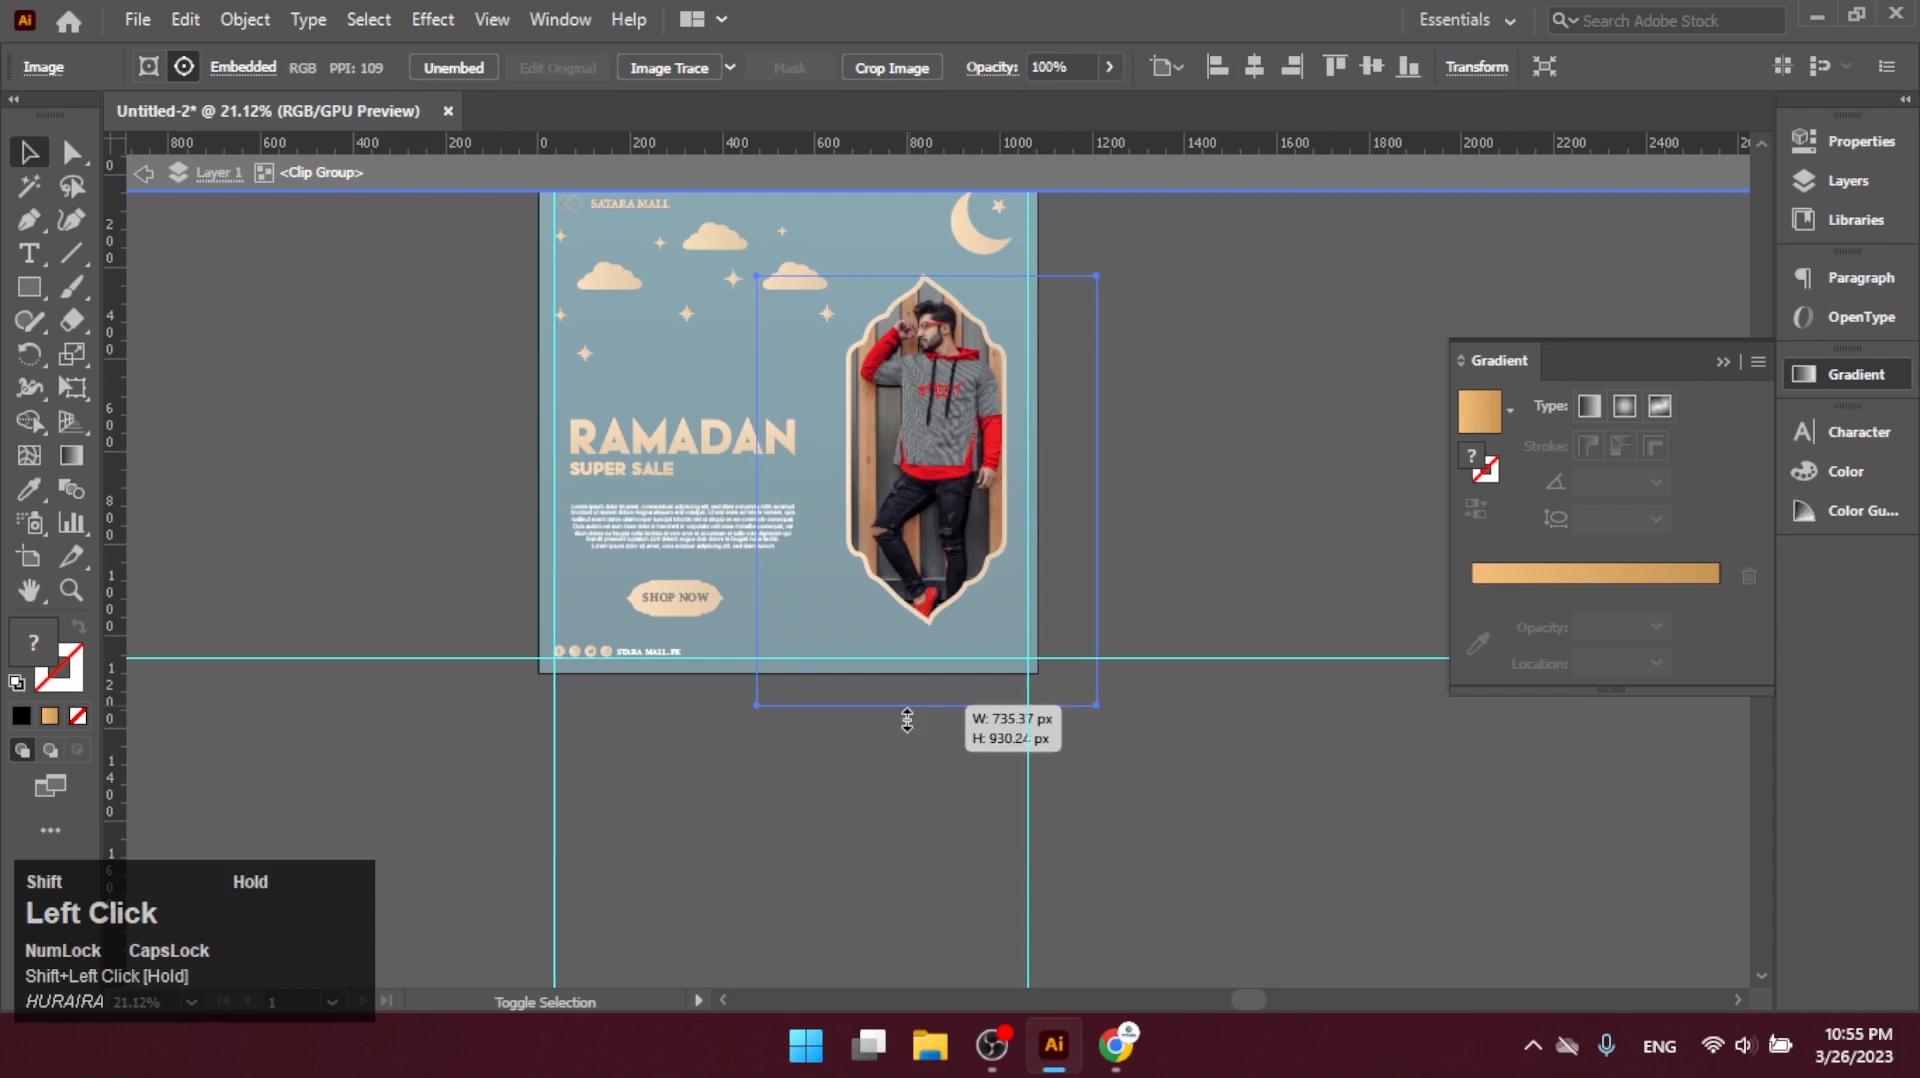 Ai File Edit Object Type Select Effect View Window Help Essentials Search Adobe Stock
Image Embedded RGB PPI: 109 Unembed Edit Original Image Trace Mask Crop Image Opacity: 100% Transform
Untitled-2* @ 21.12% (RGB/GPU Preview)
800 600 400 200 0 200 400 600 800 1000 1200 1400 1600 1800 2000 2200 2400
Layer 1 <Clip Group>
Properties
Layers
Libraries
Paragraph
OpenType
Gradient
Character
Color
Color Gu...
SATARA MALL
RAMADAN
SUPER SALE
SHOP NOW
STARA MALL.PK
W: 735.37 px
H: 930.24 px
Gradient
Type:
Stroke:
Opacity:
Location:
?
?
Shift Hold
Left Click
NumLock CapsLock
Shift+Left Click [Hold]
HURAIRA
21.12% 1 Toggle Selection
Ai
ENG
10:55 PM
3/26/2023